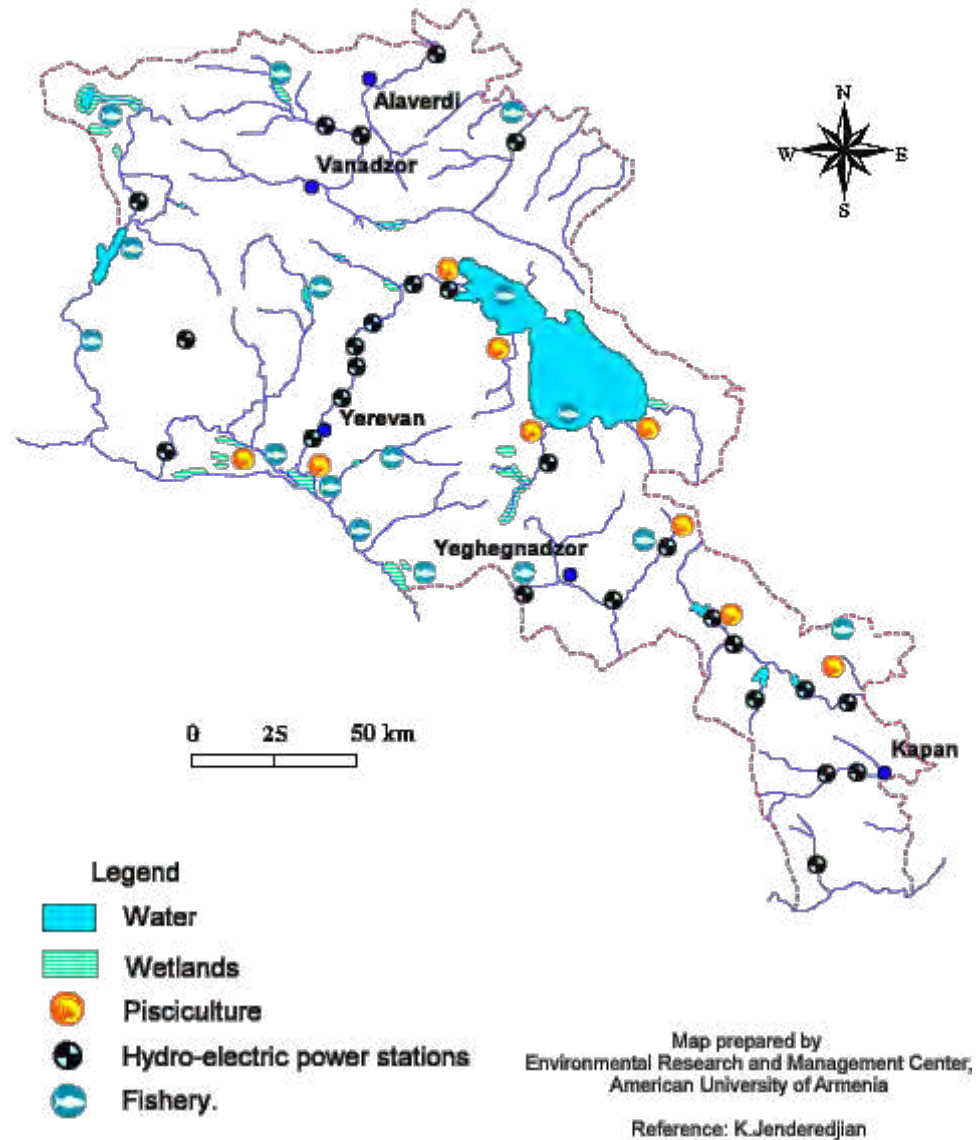 Alaverdi
Vanadzor
N
W E
S
Yerevan
Yeghegnadzor
0 25 50 km
Kapan
Legend
Water
Wetlands
Pisciculture
Hydro-electric power stations
Fishery.
Map prepared by
Environmental Research and Management Center,
American University of Armenia
Reference: K.Jenderedjian